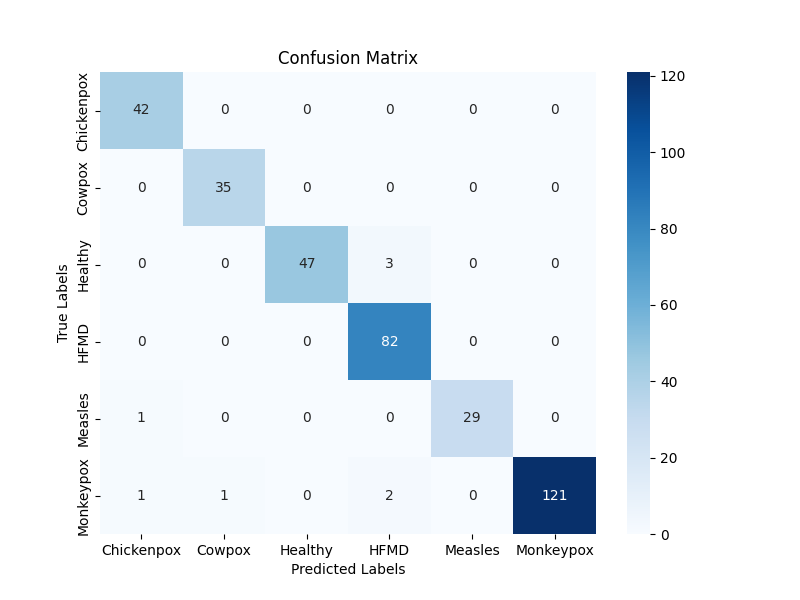 Confusion Matrix
True Labels
Chickenpox 42 0 0 0 0 0
Cowpox 0 35 0 0 0 0
Healthy 0 0 47 3 0 0
HFMD 0 0 0 82 0 0
Measles 1 0 0 0 29 0
Monkeypox 1 1 0 2 0 121
Chickenpox Cowpox Healthy HFMD Measles Monkeypox
Predicted Labels
120
100
80
60
40
20
0